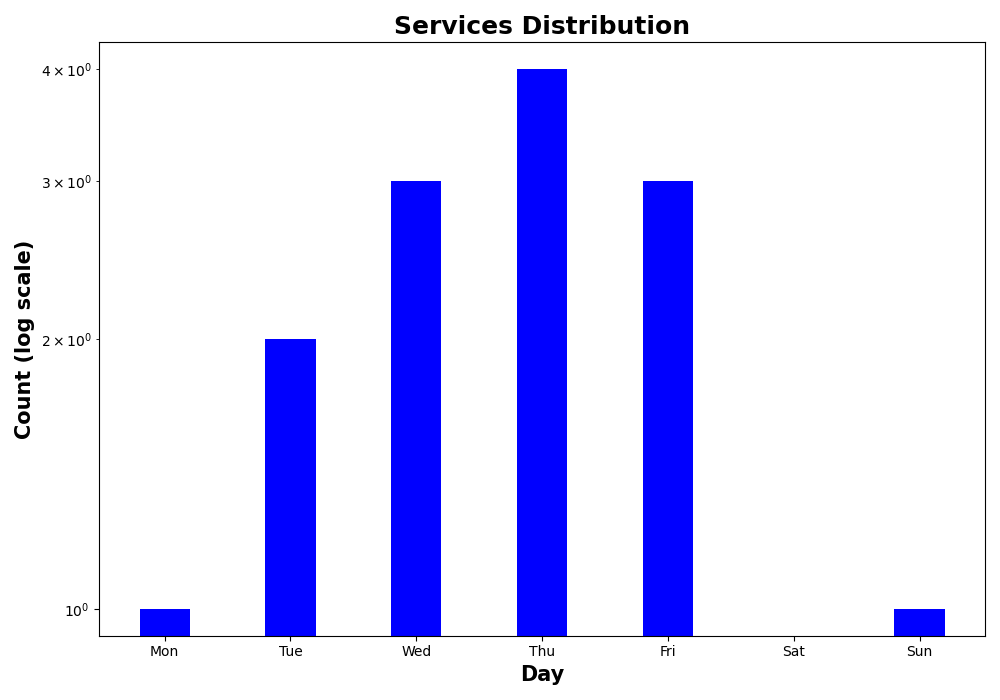 Services Distribution
Count (log scale)
4 × 10⁰
3 × 10⁰
2 × 10⁰
10⁰
Mon Tue Wed Thu Fri Sat Sun
Day